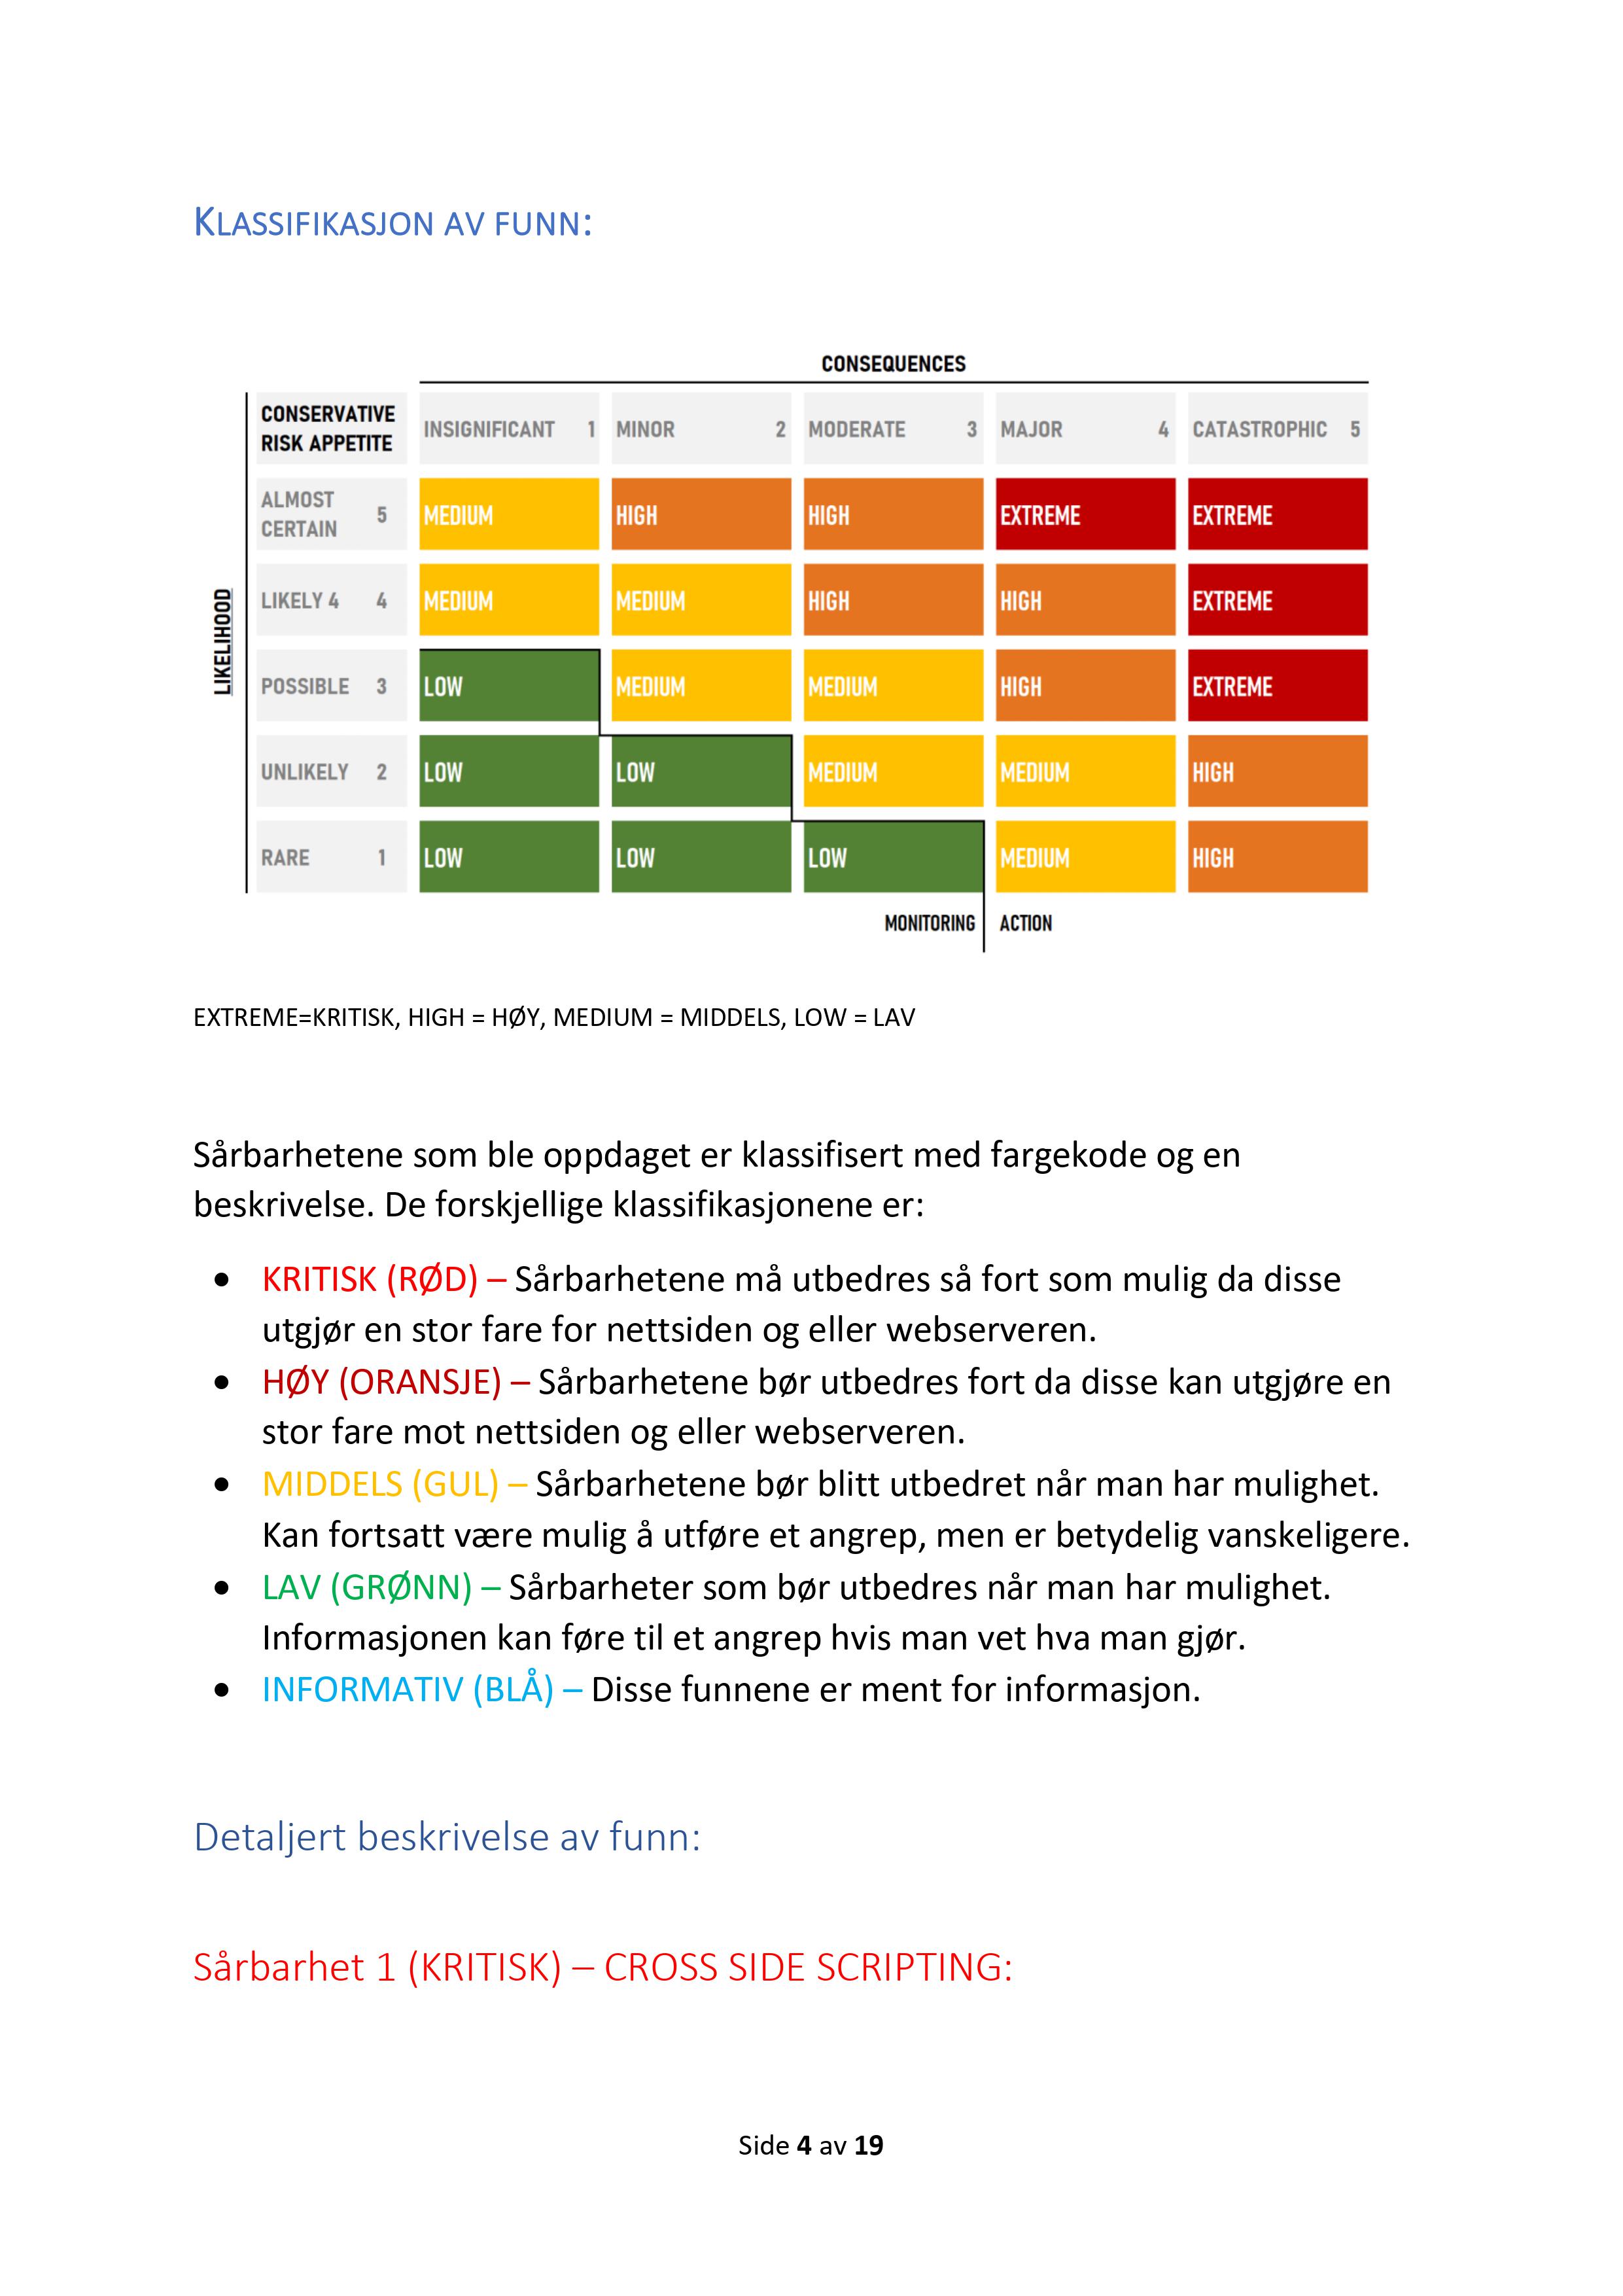 KLASSIFIKASJON AV FUNN:
CONSEQUENCES
CONSERVATIVE
RISK APPETITE
INSIGNIFICANT 1 MINOR 2 MODERATE 3 MAJOR 4 CATASTROPHIC 5
LIKELIHOOD
ALMOST
CERTAIN 5 MEDIUM HIGH HIGH EXTREME EXTREME
LIKELY 4 4 MEDIUM MEDIUM HIGH HIGH EXTREME
POSSIBLE 3 LOW MEDIUM MEDIUM HIGH EXTREME
UNLIKELY 2 LOW LOW MEDIUM MEDIUM HIGH
RARE 1 LOW LOW LOW MEDIUM HIGH
MONITORING ACTION
EXTREME=KRITISK, HIGH = HØY, MEDIUM = MIDDELS, LOW = LAV
Sårbarhetene som ble oppdaget er klassifisert med fargekode og en
beskrivelse. De forskjellige klassifikasjonene er:
• KRITISK (RØD) – Sårbarhetene må utbedres så fort som mulig da disse
utgjør en stor fare for nettsiden og eller webserveren.
• HØY (ORANSJE) – Sårbarhetene bør utbedres fort da disse kan utgjøre en
stor fare mot nettsiden og eller webserveren.
• MIDDELS (GUL) – Sårbarhetene bør blitt utbedret når man har mulighet.
Kan fortsatt være mulig å utføre et angrep, men er betydelig vanskeligere.
• LAV (GRØNN) – Sårbarheter som bør utbedres når man har mulighet.
Informasjonen kan føre til et angrep hvis man vet hva man gjør.
• INFORMATIV (BLÅ) – Disse funnene er ment for informasjon.
Detaljert beskrivelse av funn:
Sårbarhet 1 (KRITISK) – CROSS SIDE SCRIPTING:
Side 4 av 19